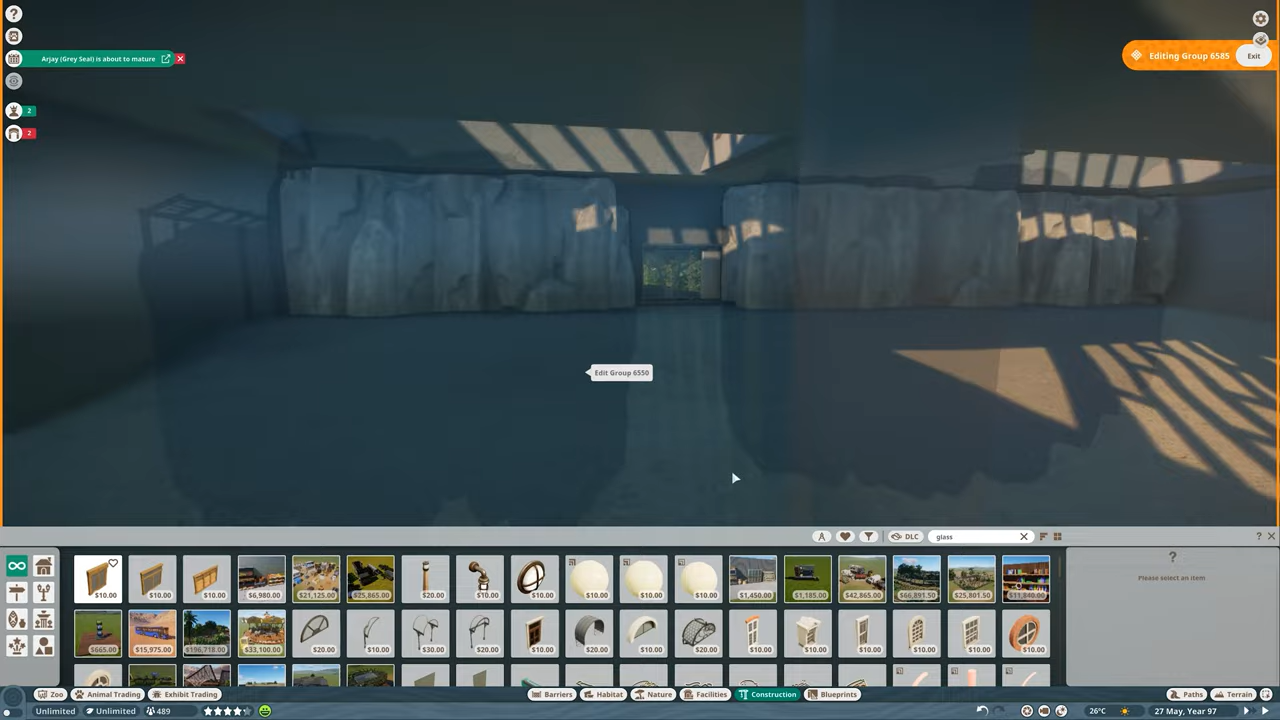 ?
Arjay (Grey Seal) is about to mature
2
2
Editing Group 6585
Exit
Edit Group 6550
DLC
glass
?
$10.00 $10.00 $10.00 $6,980.00 $21,125.00 $25,865.00 $20.00 $10.00 $10.00 $10.00 $10.00 $10.00 $1,450.00 $1,185.00 $42,865.00 $66,891.50 $25,801.50 $11,840.00
$665.00 $15,975.00 $196,718.00 $33,100.00 $20.00 $10.00 $30.00 $20.00 $10.00 $20.00 $10.00 $20.00 $10.00 $10.00 $10.00 $10.00 $10.00 $10.00
?
Please select an item
Zoo Animal Trading Exhibit Trading Barriers Habitat Nature Facilities Construction Blueprints Paths Terrain
Unlimited Unlimited 489 26°C 27 May, Year 97